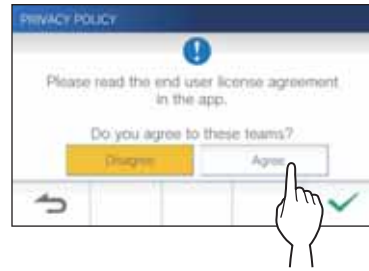 PRIVACY POLICY
Please read the end user license agreement
in the app.
Do you agree to these teams?
Disagree
Agree